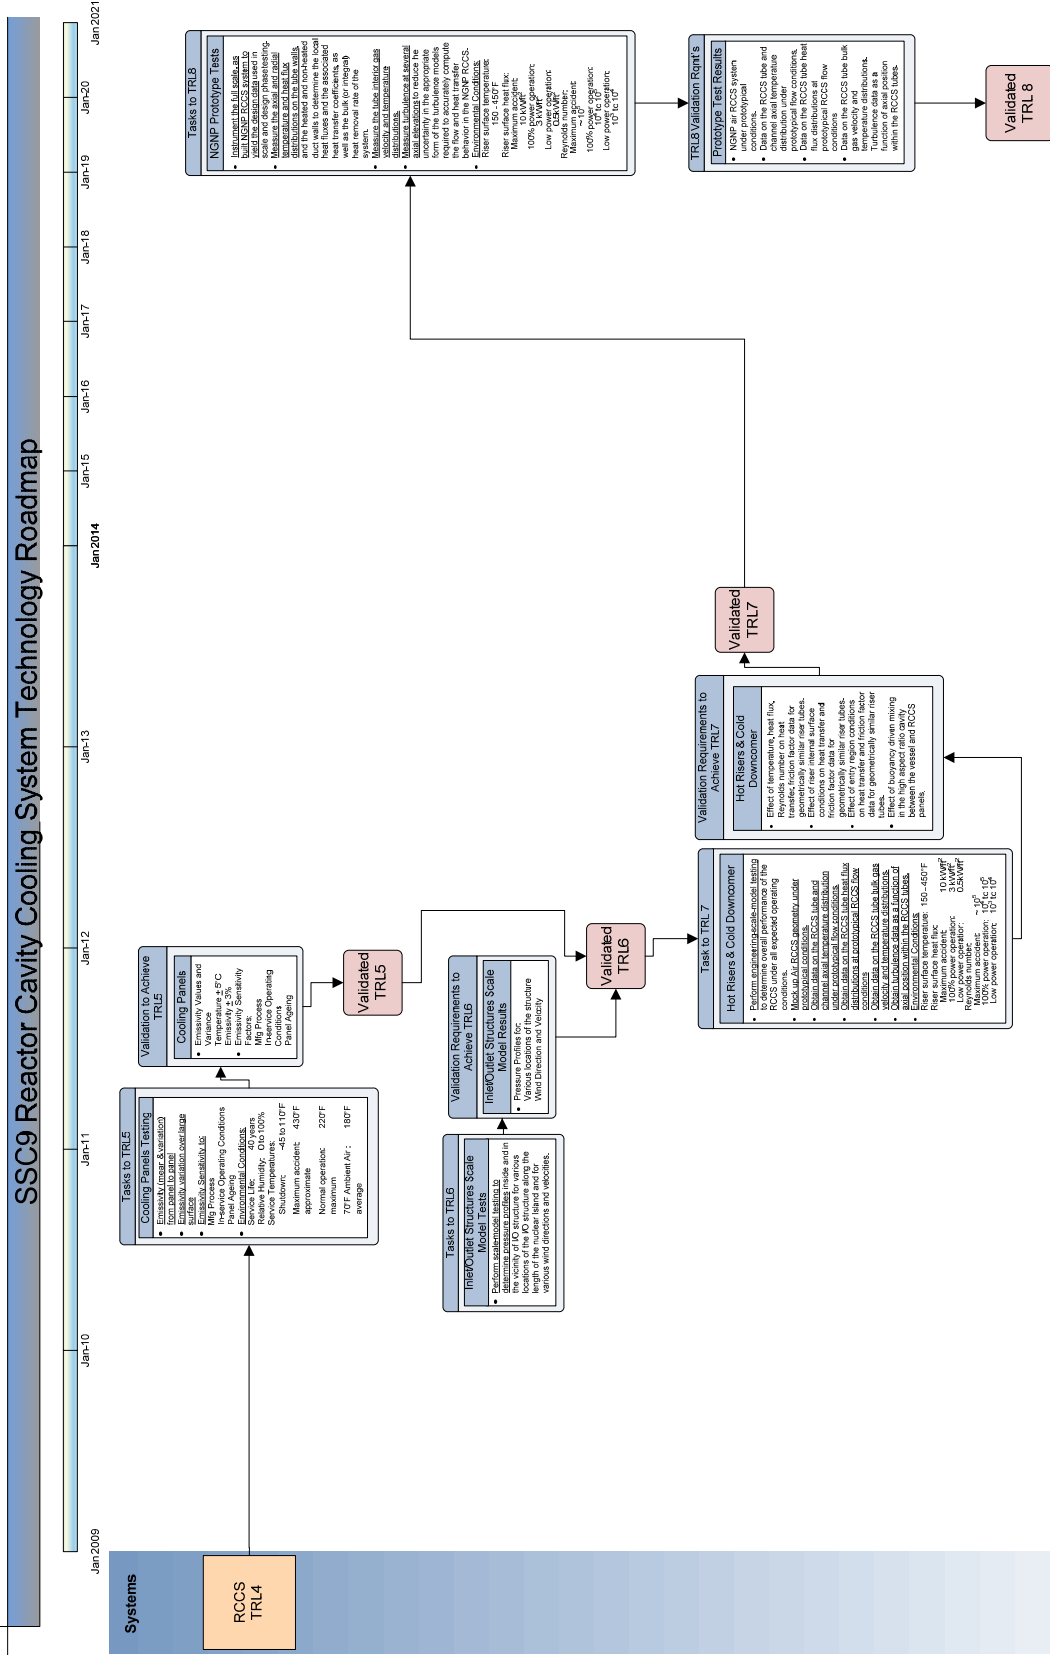 SSC9 Reactor Cavity Cooling System Technology Roadmap
Jan2009
Jan-10
Jan-11
Jan-12
Jan-13
Jan2014
Jan-15
Jan-16
Jan-17
Jan-18
Jan-19
Jan-20
Jan2021
Systems
RCCS
TRL4
Tasks to TRL5
Cooling Panels Testing
• Emissivity (mean & variation)
from panel to panel
• Emissivity variation over large
surface
• Emissivity Sensitivity to:
Mfg Process
In-service Operating Conditions
Panel Ageing
• Environmental Conditions:
Service Life: 40 years
Relative Humidity: 0 to 100%
Service Temperatures:
Shutdown: -45 to 110°F
Maximum accident: 430°F
approximate
Normal operation: 220°F
maximum
70°F Ambient Air : 180°F
average
Validation to Achieve
TRL5
Cooling Panels
• Emissivity Values and
Variance
Temperature ± 5°C
Emissivity ± 3%
• Emissivity Sensitivity
Factors:
Mfg Process
In-service Operating
Conditions
Panel Ageing
Validated
TRL5
Tasks to TRL6
Inlet/Outlet Structures Scale
Model Tests
• Perform scale-model testing to
determine pressure profiles inside and in
the vicinity of I/O structure for various
locations of the I/O structure along the
length of the nuclear Island and for
various wind directions and velocities.
Validation Requirements to
Achieve TRL6
Inlet/Outlet Structures Scale
Model Results
• Pressure Profiles for:
Various locations of the structure
Wind Direction and Velocity
Validated
TRL6
Task to TRL 7
Hot Risers & Cold Downcomer
• Perform engineering-scale-model testing
to determine overall performance of the
RCCS under all expected operating
conditions.
• Mock up Air RCCS geometry under
prototypical conditions.
• Obtain data on the RCCS tube and
channel axial temperature distribution
under prototypical flow conditions.
• Obtain data on the RCCS tube heat flux
distributions at prototypical RCCS flow
conditions
• Obtain data on the RCCS tube bulk gas
velocity and temperature distributions.
• Obtain turbulence data as a function of
axial position within the RCCS tubes.
• Environmental Conditions:
Riser surface temperature: 150 – 450°F
Riser surface heat flux:
Maximum accident: 10 kW/ft²
100% power operation: 3 kW/ft²
Low power operation: 0.5kW/ft²
Reynolds number:
Maximum accident: ~ 10⁵
100% power operation: 10⁴ to 10⁵
Low power operation: 10³ to 10⁴
Validation Requirements to
Achieve TRL7
Hot Risers & Cold
Downcomer
• Effect of temperature, heat flux,
Reynolds number on heat
transfer, friction factor data for
geometrically similar riser tubes.
• Effect of riser internal surface
conditions on heat transfer and
friction factor data for
geometrically similar riser tubes.
• Effect of entry region conditions
on heat transfer and friction factor
data for geometric similar riser
tubes.
• Effect of buoyancy driven mixing
in the high aspect ratio cavity
between the vessel and RCCS
panels.
Validated
TRL7
Tasks to TRL8
NGNP Prototype Tests
• Instrument the full scale, as
built NGNP RCCS system to
yield the design data used in
scale and design phase testing.
• Measure the axial and radial
temperature and heat flux
distributions on the tube walls,
and the heated and non-heated
duct walls to determine the local
heat fluxes and the associated
heat transfer coefficients, as
well as the bulk (or integral)
heat removal rate of the
system.
• Measure the tube interior gas
velocity and temperature
distributions.
• Measure turbulence at several
axial elevations to reduce he
uncertainty in the appropriate
form of the turbulence models
required to accurately compute
the flow and heat transfer
behavior in the NGNP RCCS.
• Environmental Conditions:
Riser surface temperature:
150 - 450°F
Riser surface heat flux:
Maximum accident:
10kW/ft²
100% power operation:
3 kW/ft²
Low power operation:
0.5kW/ft²
Reynolds number:
Maximum accident:
~ 10⁵
100% power operation:
10⁴ to 10⁵
Low power operation:
10³ to 10⁴
TRL8 Validation Rqmt's
Prototype Test Results
• NGNP air RCCS system
under prototypical
conditions.
• Data on the RCCS tube and
channel axial temperature
distribution under
prototypical flow conditions.
• Data on the RCCS tube heat
flux distributions at
prototypical RCCS flow
conditions
• Data on the RCCS tube bulk
gas velocity and
temperature distributions.
• Turbulence data as a
function of axial position
within the RCCS tubes.
Validated
TRL 8